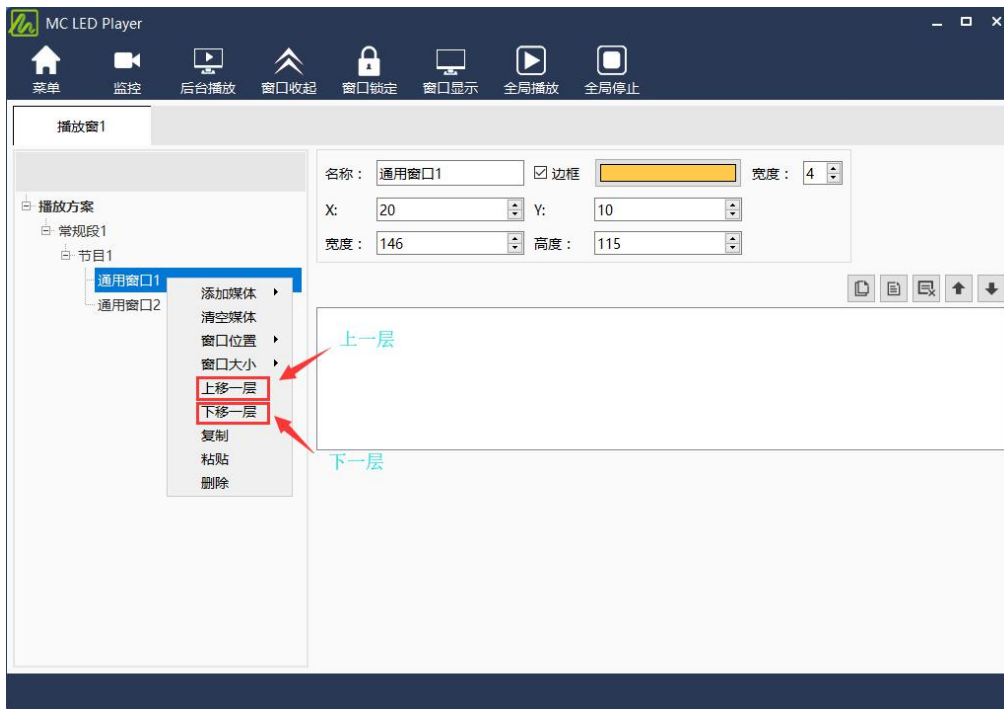 MC LED Player
菜单 监控 后台播放 窗口收起 窗口锁定 窗口显示 全局播放 全局停止
播放窗1
名称： 通用窗口1 边框 宽度： 4
X: 20 Y: 10
宽度： 146 高度： 115
播放方案
常规段1
节目1
通用窗口1
通用窗口2
添加媒体
清空媒体
窗口位置
窗口大小
上移一层
下移一层
复制
粘贴
删除
上一层
下一层